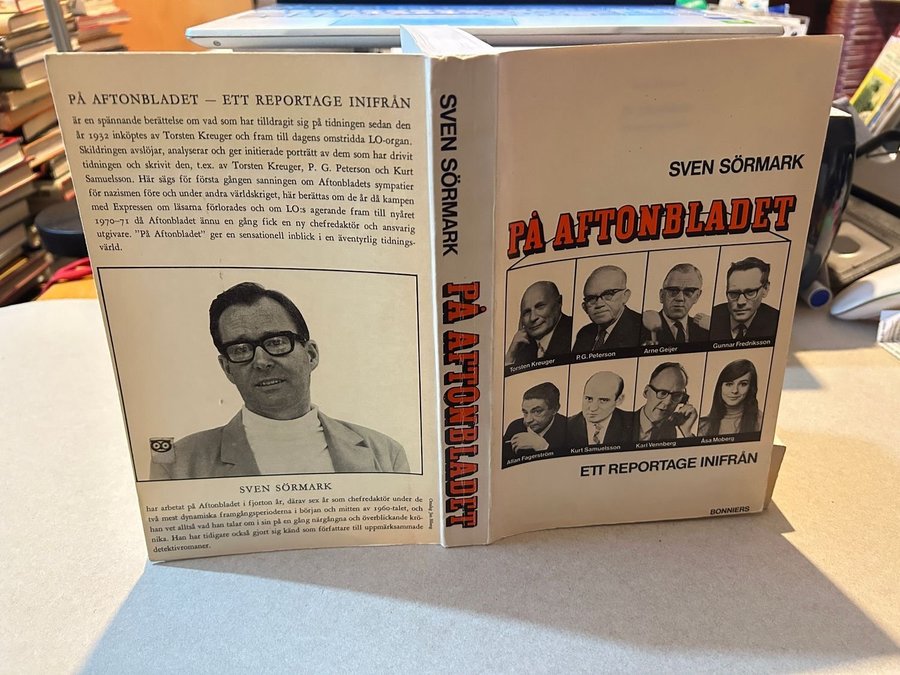 PÅ AFTONBLADET — ETT REPORTAGE INIFRÅN
är en spännande berättelse om vad som har tilldragit sig på tidningen sedan den
år 1932 inköptes av Torsten Kreuger och fram till dagens omstridda LO-organ.
Skildringen avslöjar, analyserar och ger initierade porträtt av dem som har drivit
tidningen och skrivit den, t.ex. av Torsten Kreuger, P. G. Peterson och Kurt
Samuelsson. Här sägs för första gången sanningen om Aftonbladets sympatier
för nazismen före och under andra världskriget, här berättas om de år då kampen
med Expressen om läsarna förlorades och om LO:s agerande fram till nyåret
1970–71 då Aftonbladet ännu en gång fick en ny chefredaktör och ansvarig
utgivare. "På Aftonbladet" ger en sensationell inblick i en äventyrlig tidnings-
värld.
SVEN SÖRMARK
har arbetat på Aftonbladet i fjorton år, därav sex år som chefredaktör under de
två mest dynamiska framgångsperioderna i början och mitten av 1960-talet, och
han vet alltså vad han talar om i sin på en gång närgångna och överblickande krö-
nika. Han har tidigare också gjort sig känd som författare till uppmärksammade
detektivromaner.
SVEN SÖRMARK
PÅ AFTONBLADET
SVEN SÖRMARK
PÅ AFTONBLADET
Torsten Kreuger
P.G. Peterson
Arne Geijer
Gunnar Fredriksson
Allan Fagerström
Kurt Samuelsson
Karl Vennberg
Åsa Moberg
ETT REPORTAGE INIFRÅN
BONNIERS